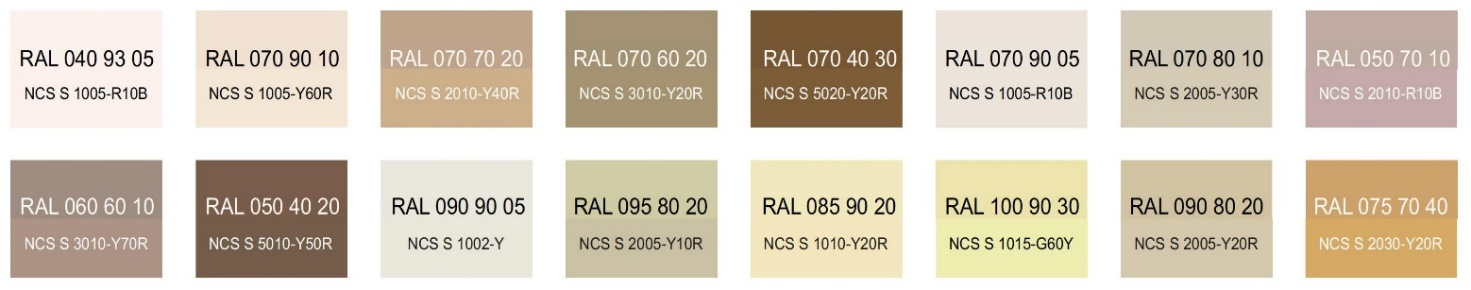 RAL 040 93 05
NCS S 1005-R10B
RAL 070 90 10
NCS S 1005-Y60R
RAL 070 70 20
NCS S 2010-Y40R
RAL 070 60 20
NCS S 3010-Y20R
RAL 070 40 30
NCS S 5020-Y20R
RAL 070 90 05
NCS S 1005-R10B
RAL 070 80 10
NCS S 2005-Y30R
RAL 050 70 10
NCS S 2010-R10B
RAL 060 60 10
NCS S 3010-Y70R
RAL 050 40 20
NCS S 5010-Y50R
RAL 090 90 05
NCS S 1002-Y
RAL 095 80 20
NCS S 2005-Y10R
RAL 085 90 20
NCS S 1010-Y20R
RAL 100 90 30
NCS S 1015-G60Y
RAL 090 80 20
NCS S 2005-Y20R
RAL 075 70 40
NCS S 2030-Y20R